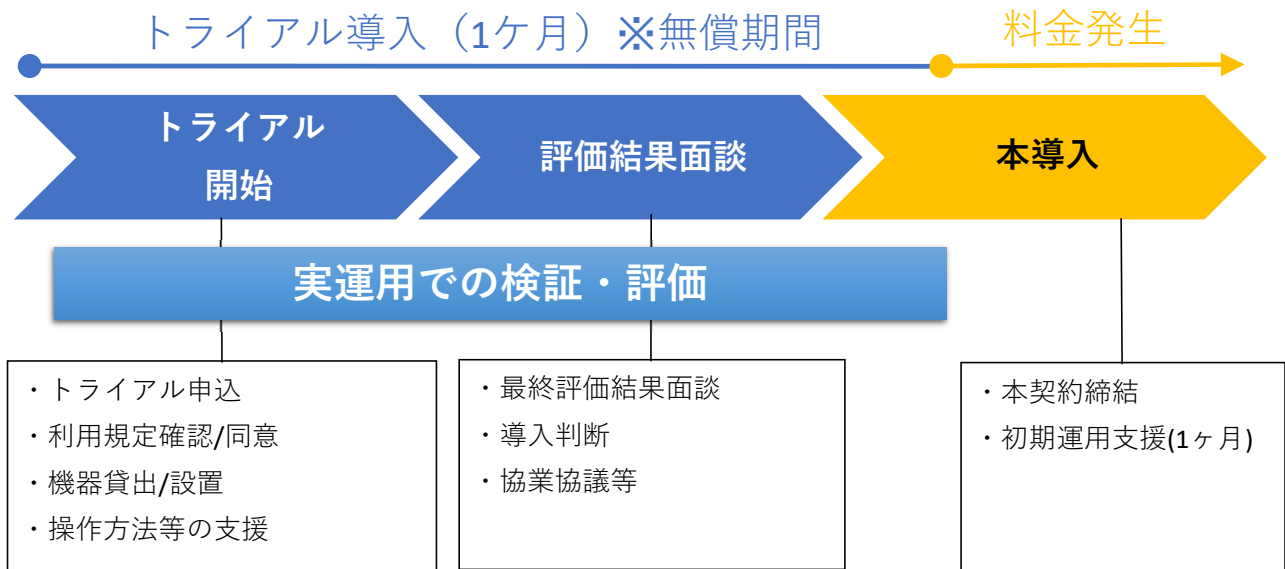 トライアル導入（1ケ月）※無償期間
料金発生
トライアル
開始
評価結果面談
本導入
実運用での検証・評価
・トライアル申込
・利用規定確認/同意
・機器貸出/設置
・操作方法等の支援
・最終評価結果面談
・導入判断
・協業協議等
・本契約締結
・初期運用支援(1ヶ月)